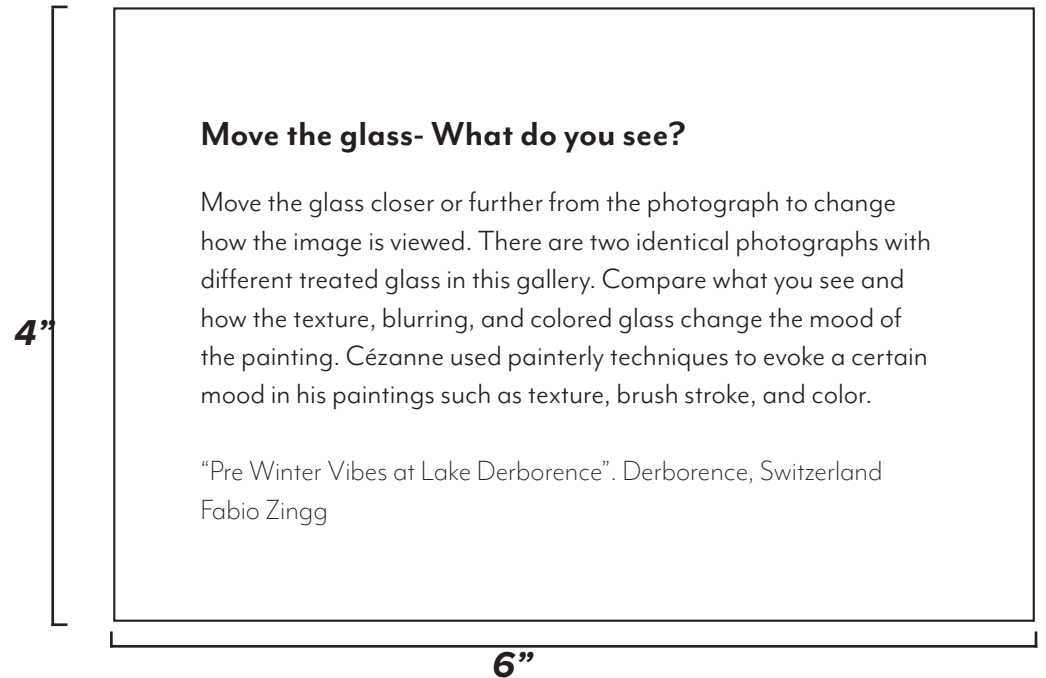 Move the glass- What do you see?
Move the glass closer or further from the photograph to change
how the image is viewed. There are two identical photographs with
different treated glass in this gallery. Compare what you see and
how the texture, blurring, and colored glass change the mood of
the painting. Cézanne used painterly techniques to evoke a certain
mood in his paintings such as texture, brush stroke, and color.
“Pre Winter Vibes at Lake Derborence”. Derborence, Switzerland
Fabio Zingg
4”
6”